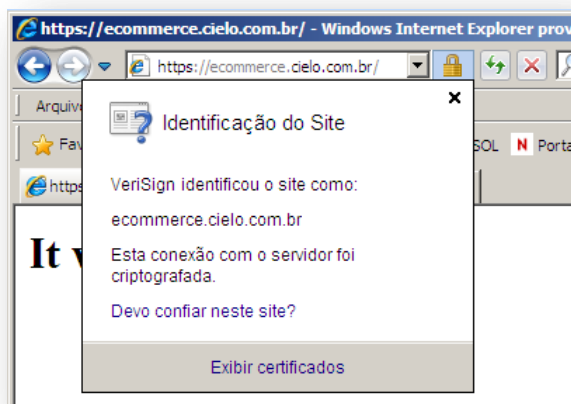 https://ecommerce.cielo.com.br/ - Windows Internet Explorer prov
https://ecommerce.cielo.com.br/
Arquiv
Fav
SOL N Porta
https
Identificação do Site
VeriSign identificou o site como:
ecommerce.cielo.com.br
Esta conexão com o servidor foi
criptografada.
Devo confiar neste site?
Exibir certificados
It